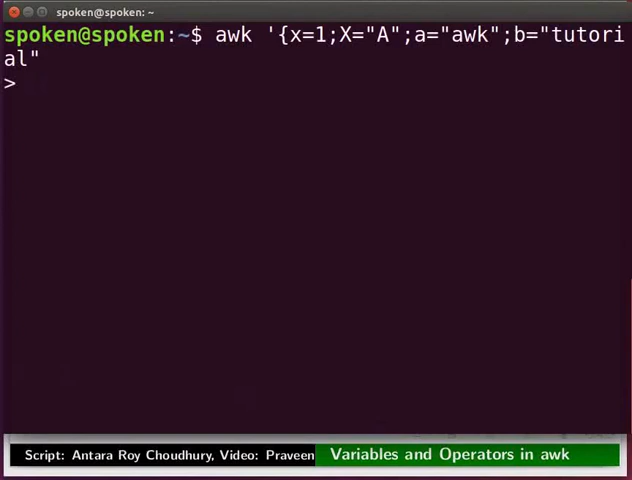 spoken@spoken: ~
spoken@spoken:~$ awk '{x=1;X="A";a="awk";b="tutori
al"
>
Script: Antara Roy Choudhury, Video: Praveen
Variables and Operators in awk